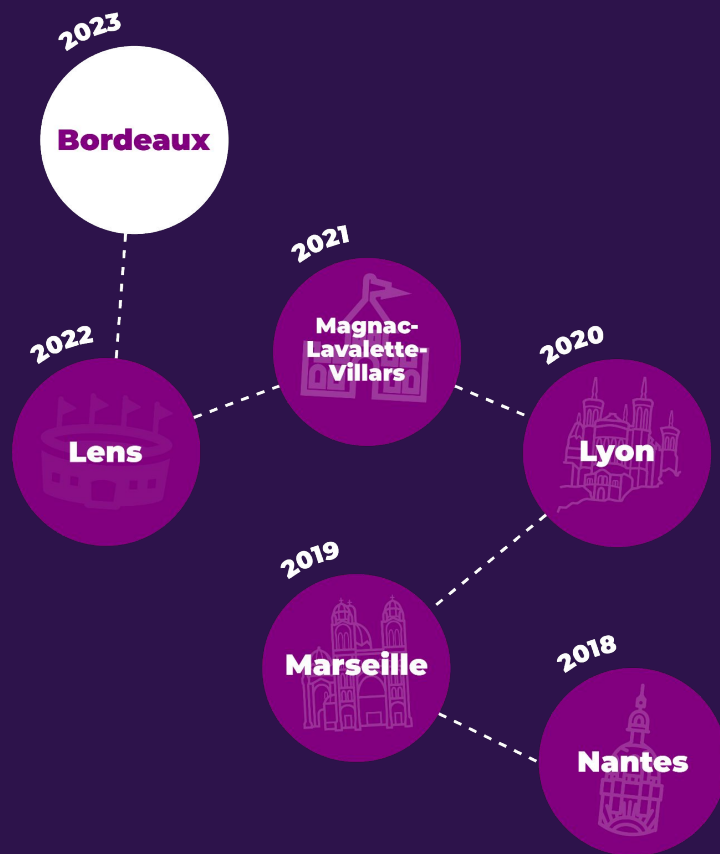 2023
Bordeaux
2021
Magnac-
Lavalette-
Villars
2022
Lens
2020
Lyon
2019
Marseille
2018
Nantes